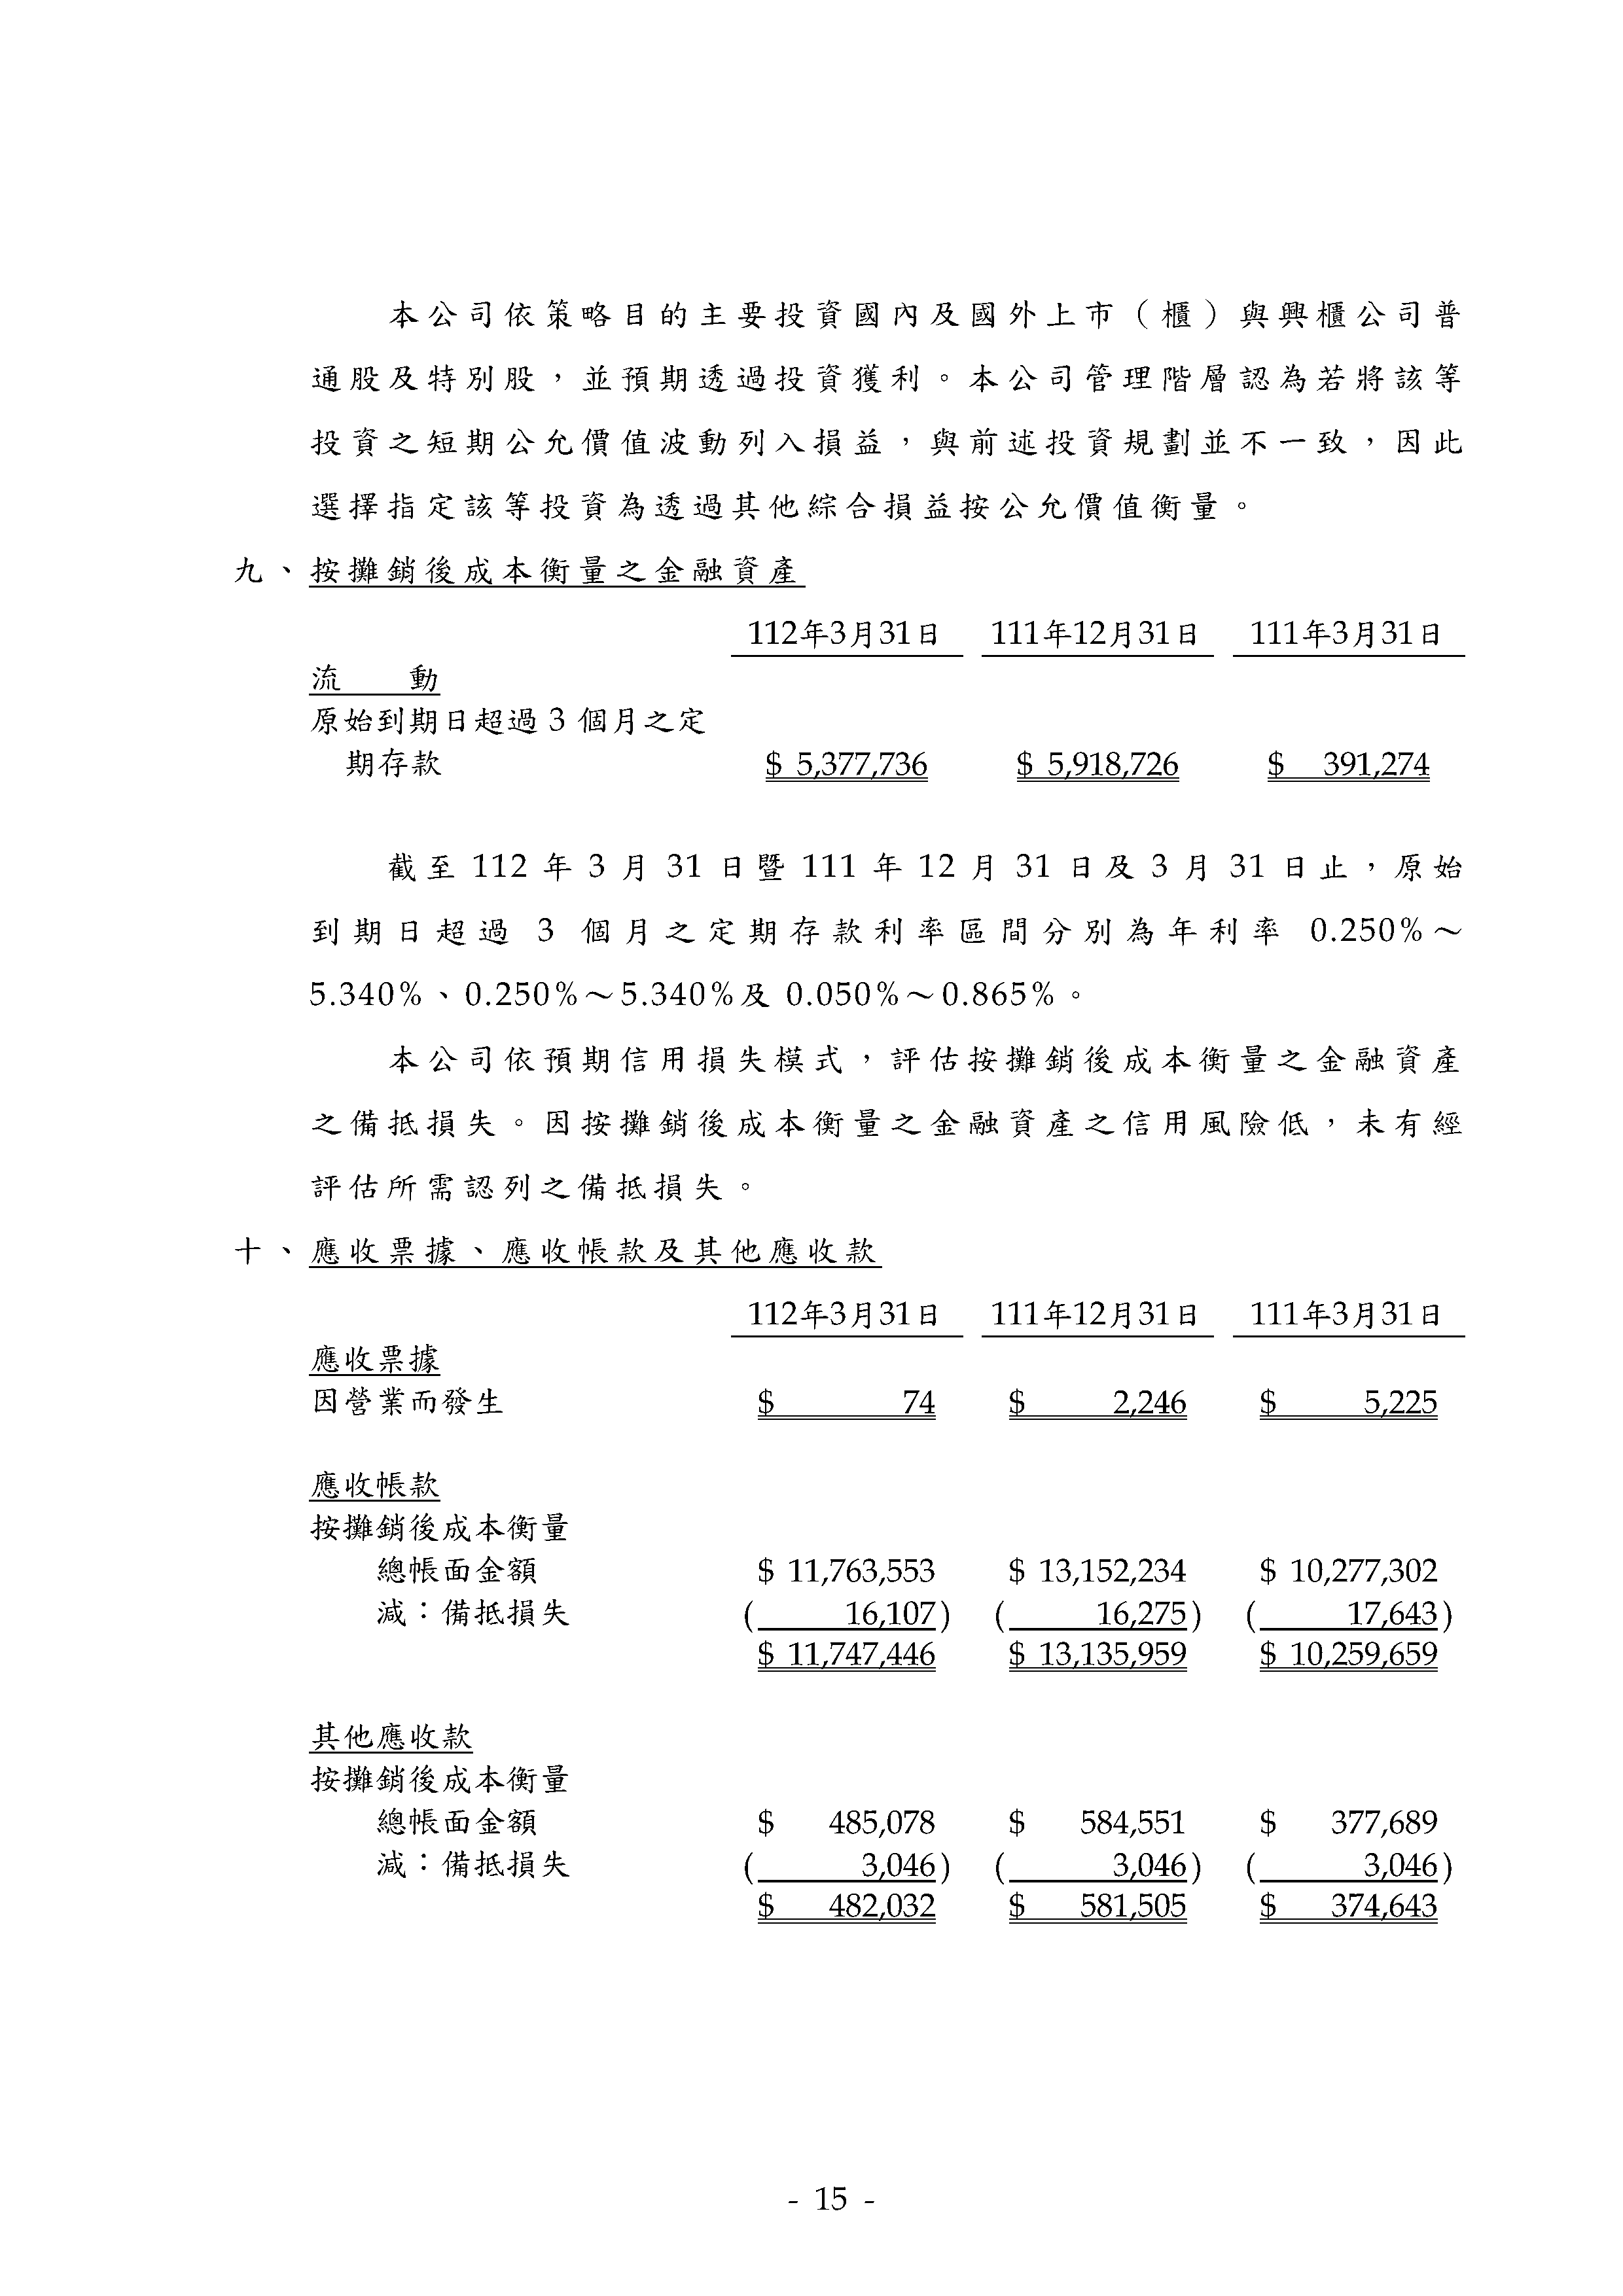 本公司依策略目的主要投資國內及國外上市（櫃）與興櫃公司普
通股及特別股，並預期透過投資獲利。本公司管理階層認為若將該等
投資之短期公允價值波動列入損益，與前述投資規劃並不一致，因此
選擇指定該等投資為透過其他綜合損益按公允價值衡量。
九、按攤銷後成本衡量之金融資產
112年3月31日 111年12月31日 111年3月31日
流 動
原始到期日超過 3 個月之定
期存款 $ 5,377,736 $ 5,918,726 $ 391,274
截至 112 年 3 月 31 日暨 111 年 12 月 31 日及 3 月 31 日止，原始
到期日超過 3 個月之定期存款利率區間分別為年利率 0.250%～
5.340%、0.250%～5.340%及 0.050%～0.865%。
本公司依預期信用損失模式，評估按攤銷後成本衡量之金融資產
之備抵損失。因按攤銷後成本衡量之金融資產之信用風險低，未有經
評估所需認列之備抵損失。
十、應收票據、應收帳款及其他應收款
112年3月31日 111年12月31日 111年3月31日
應收票據
因營業而發生 $ 74 $ 2,246 $ 5,225
應收帳款
按攤銷後成本衡量
總帳面金額 $ 11,763,553 $ 13,152,234 $ 10,277,302
減：備抵損失 ( 16,107) ( 16,275) ( 17,643)
$ 11,747,446 $ 13,135,959 $ 10,259,659
其他應收款
按攤銷後成本衡量
總帳面金額 $ 485,078 $ 584,551 $ 377,689
減：備抵損失 ( 3,046) ( 3,046) ( 3,046)
$ 482,032 $ 581,505 $ 374,643
- 15 -